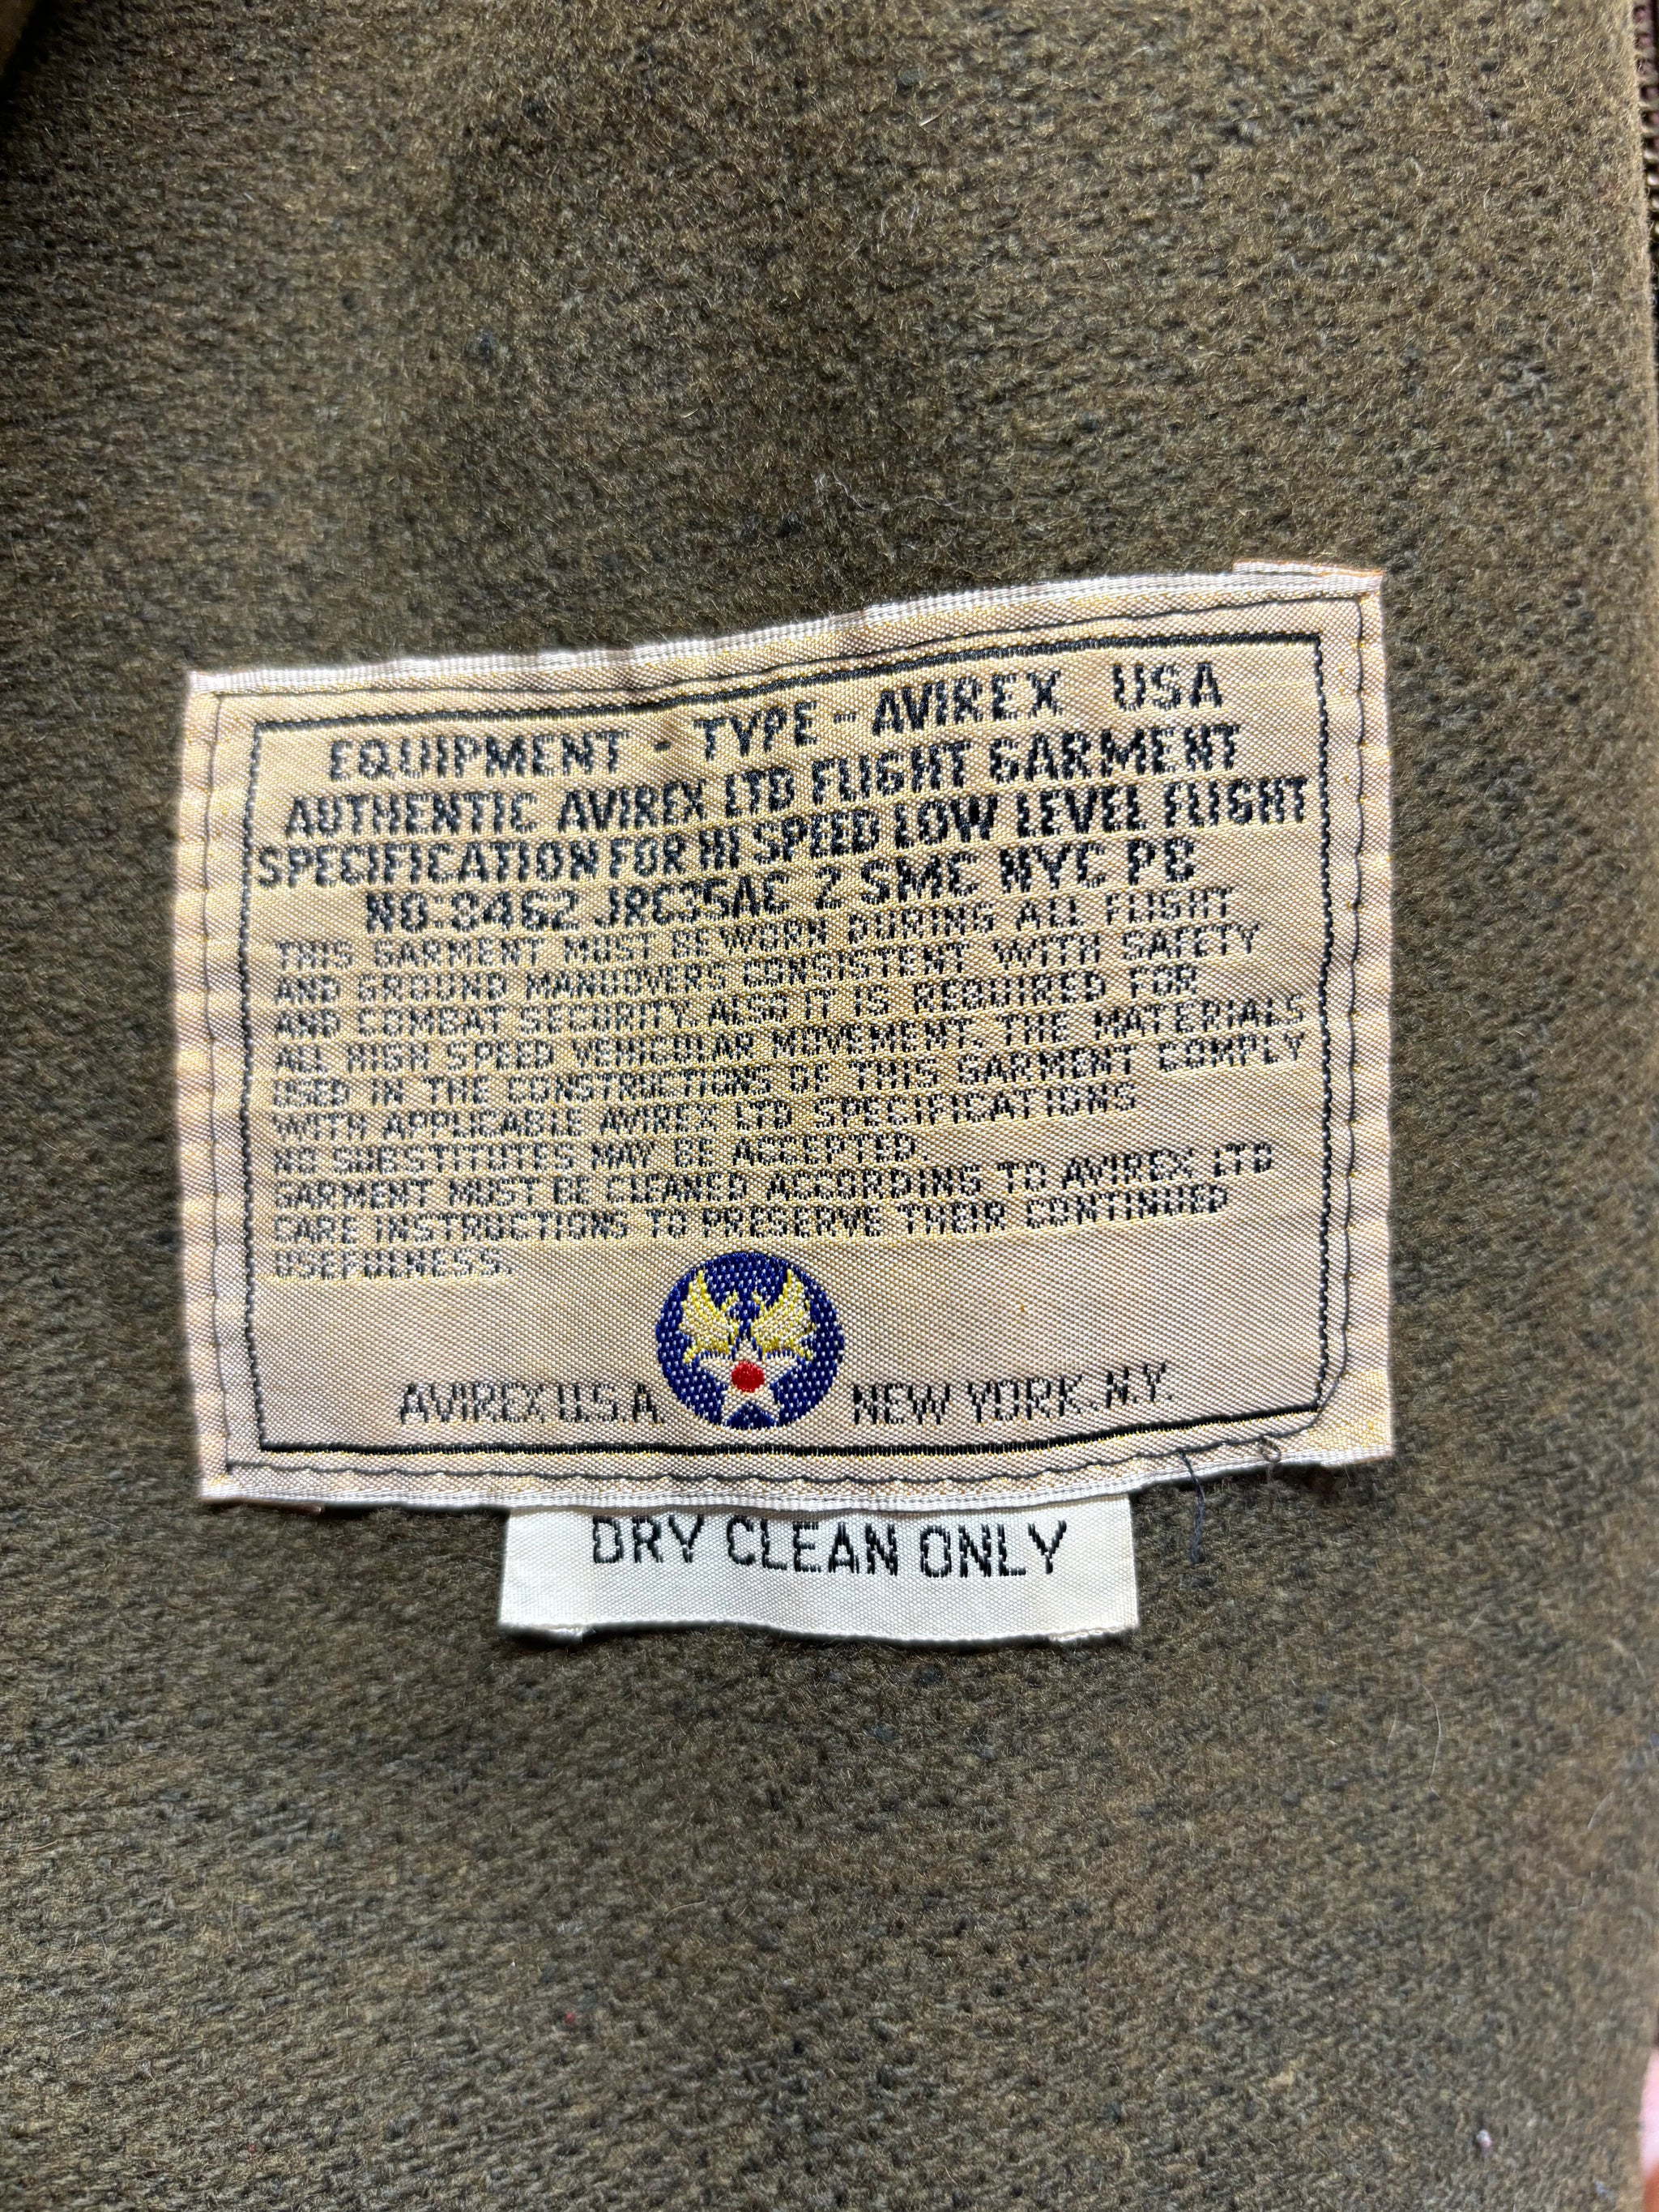 EQUIPMENT - TYPE - AVIREX USA
AUTHENTIC AVIREX LTD FLIGHT GARMENT
SPECIFICATION FOR HI SPEED LOW LEVEL FLIGHT
NO:8462 JRC35AC 2 SMC NYC PB
THIS GARMENT MUST BE WORN DURING ALL FLIGHT
AND GROUND MANUOVERS CONSISTENT WITH SAFETY
AND COMBAT SECURITY. ALSO IT IS REQUIRED FOR
ALL HIGH SPEED VEHICULAR MOVEMENT. THE MATERIALS
USED IN THE CONSTRUCTIONS OF THIS GARMENT COMPLY
WITH APPLICABLE AVIREX LTD SPECIFICATIONS
NO SUBSTITUTES MAY BE ACCEPTED.
GARMENT MUST BE CLEANED ACCORDING TO AVIREX LTD
CARE INSTRUCTIONS TO PRESERVE THEIR CONTINUED
USEFULNESS.
AVIREX U.S.A. NEW YORK. N.Y.
DRY CLEAN ONLY